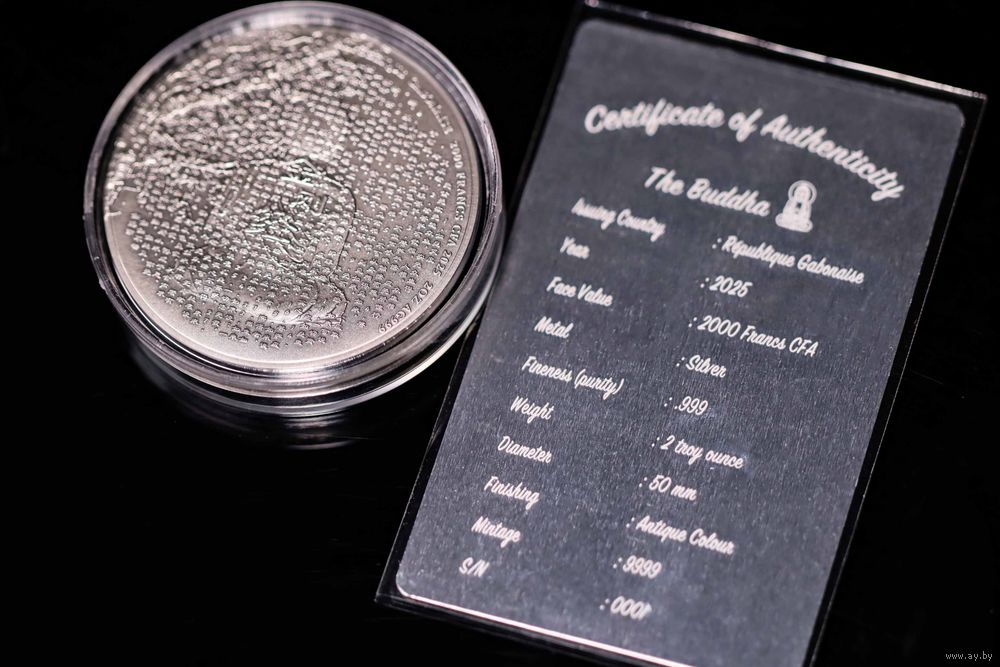 Certificate of Authenticity
The Buddha
Issuing Country : République Gabonaise
Year : 2025
Face Value : 2000 Francs CFA
Metal : Silver
Fineness (purity) : .999
Weight : 2 troy ounce
Diameter : 50 mm
Finishing : Antique Colour
Mintage : 9999
S/N : 0001
FRANCS CFA 2025 2OZ AG999
www.ay.by